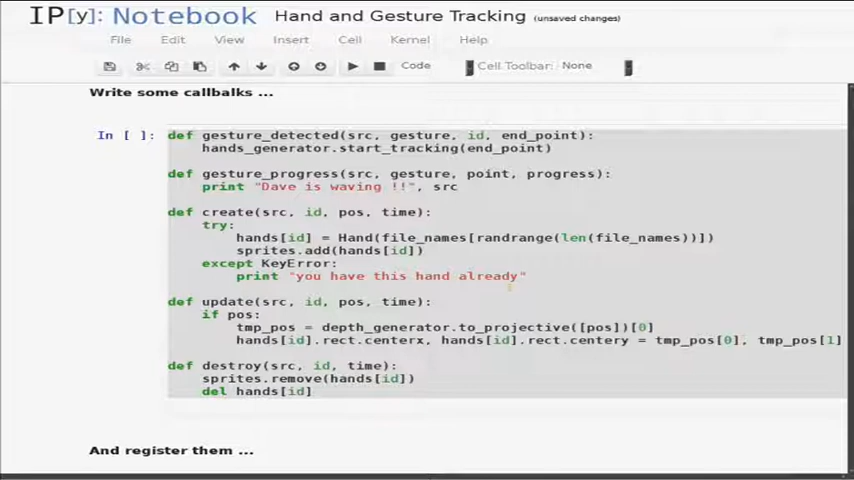 IP[y]: Notebook Hand and Gesture Tracking (unsaved changes)
File Edit View Insert Cell Kernel Help
Code Cell Toolbar: None
Write some callbalks ...
In [ ]: def gesture_detected(src, gesture, id, end_point):
hands_generator.start_tracking(end_point)
def gesture_progress(src, gesture, point, progress):
print "Dave is waving !!", src
def create(src, id, pos, time):
try:
hands[id] = Hand(file_names[randrange(len(file_names))])
sprites.add(hands[id])
except KeyError:
print "you have this hand already"
def update(src, id, pos, time):
if pos:
tmp_pos = depth_generator.to_projective([pos])[0]
hands[id].rect.centerx, hands[id].rect.centery = tmp_pos[0], tmp_pos[1]
def destroy(src, id, time):
sprites.remove(hands[id])
del hands[id]
And register them ...